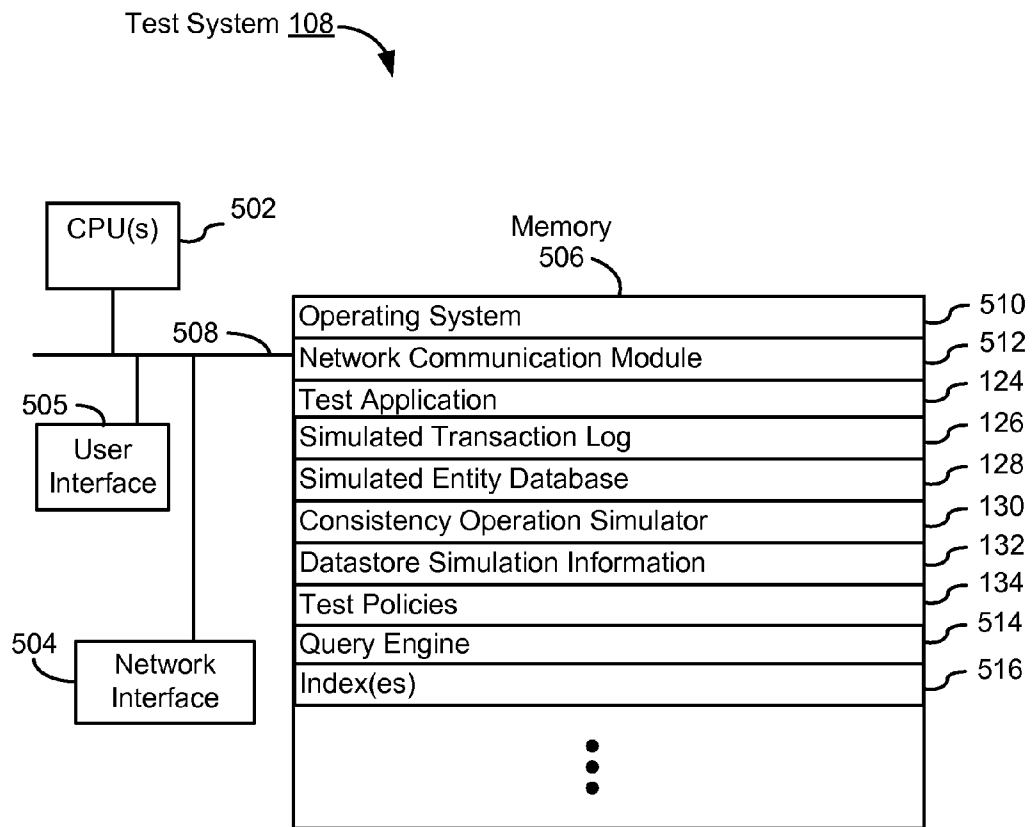 Test System 108
CPU(s)
502
Memory
506
Operating System
510
508
Network Communication Module
512
Test Application
124
505
Simulated Transaction Log
126
User
Interface
Simulated Entity Database
128
Consistency Operation Simulator
130
Datastore Simulation Information
132
Test Policies
134
504
Network
Interface
Query Engine
514
Index(es)
516